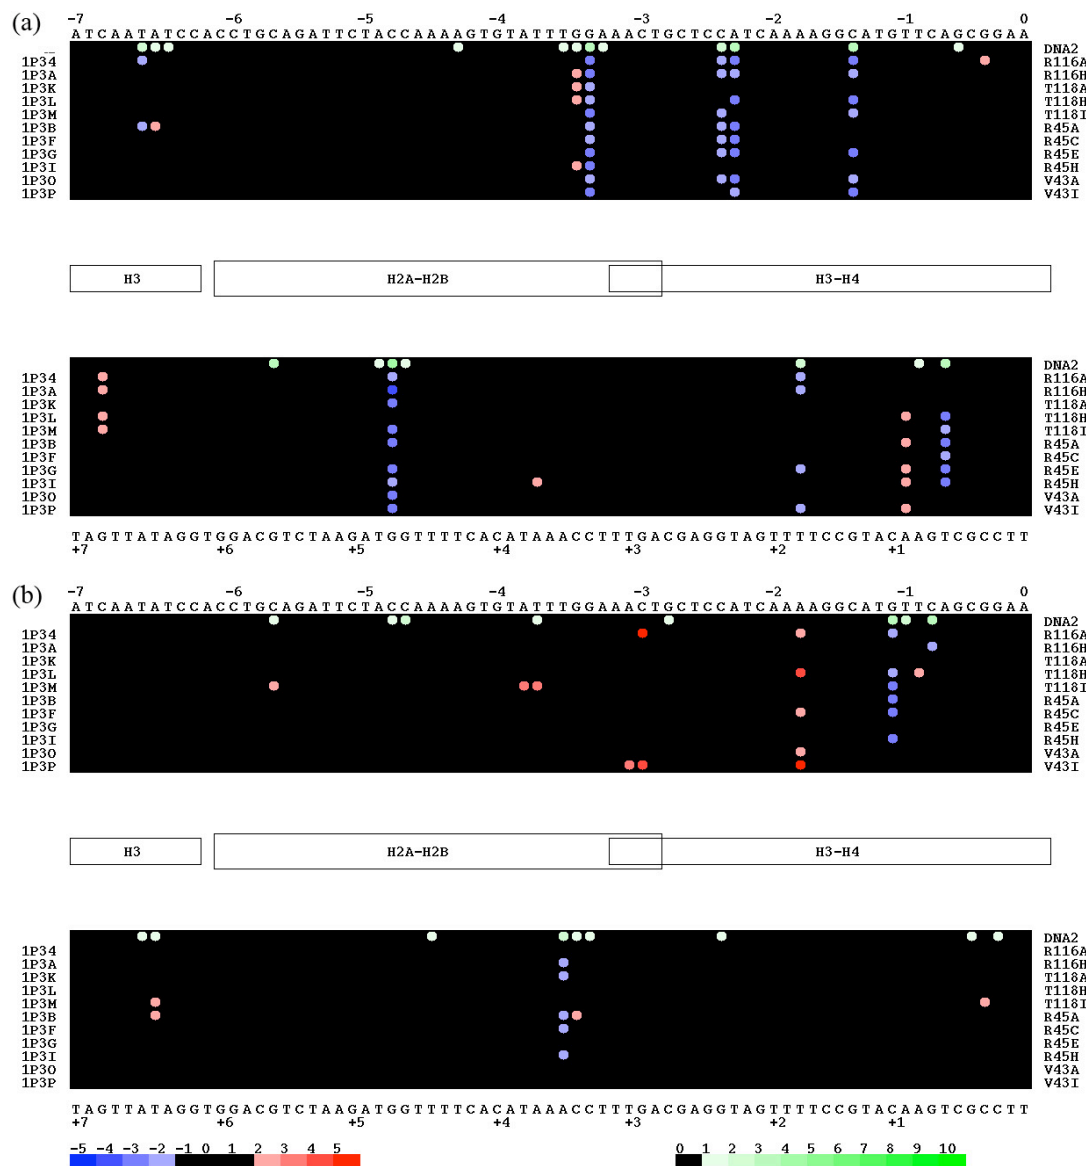 (a)
-7 -6 -5 -4 -3 -2 -1 0
A T C A A T A T C C A C C T G C A G A T T C T A C C A A A A G T G T A T T T G G A A A C T G C T C C A T C A A A A G G C A T G T T C A G C G G A A
DNA2
1P34 R116A
1P3A R116H
1P3K T118A
1P3L T118H
1P3M T118I
1P3B R45A
1P3F R45C
1P3G R45E
1P3I R45H
1P3O V43A
1P3P V43I
H3 H2A-H2B H3-H4
DNA2
1P34 R116A
1P3A R116H
1P3K T118A
1P3L T118H
1P3M T118I
1P3B R45A
1P3F R45C
1P3G R45E
1P3I R45H
1P3O V43A
1P3P V43I
T A G T T A T A G G T G G A C G T C T A A G A T G G T T T T C A C A T A A A C C T T T G A C G A G G T A G T T T T C C G T A C A A G T C G C C T T
+7 +6 +5 +4 +3 +2 +1
(b)
-7 -6 -5 -4 -3 -2 -1 0
A T C A A T A T C C A C C T G C A G A T T C T A C C A A A A G T G T A T T T G G A A A C T G C T C C A T C A A A A G G C A T G T T C A G C G G A A
DNA2
1P34 R116A
1P3A R116H
1P3K T118A
1P3L T118H
1P3M T118I
1P3B R45A
1P3F R45C
1P3G R45E
1P3I R45H
1P3O V43A
1P3P V43I
H3 H2A-H2B H3-H4
DNA2
1P34 R116A
1P3A R116H
1P3K T118A
1P3L T118H
1P3M T118I
1P3B R45A
1P3F R45C
1P3G R45E
1P3I R45H
1P3O V43A
1P3P V43I
T A G T T A T A G G T G G A C G T C T A A G A T G G T T T T C A C A T A A A C C T T T G A C G A G G T A G T T T T C C G T A C A A G T C G C C T T
+7 +6 +5 +4 +3 +2 +1
-5 -4 -3 -2 -1 0 1 2 3 4 5 0 1 2 3 4 5 6 7 8 9 10